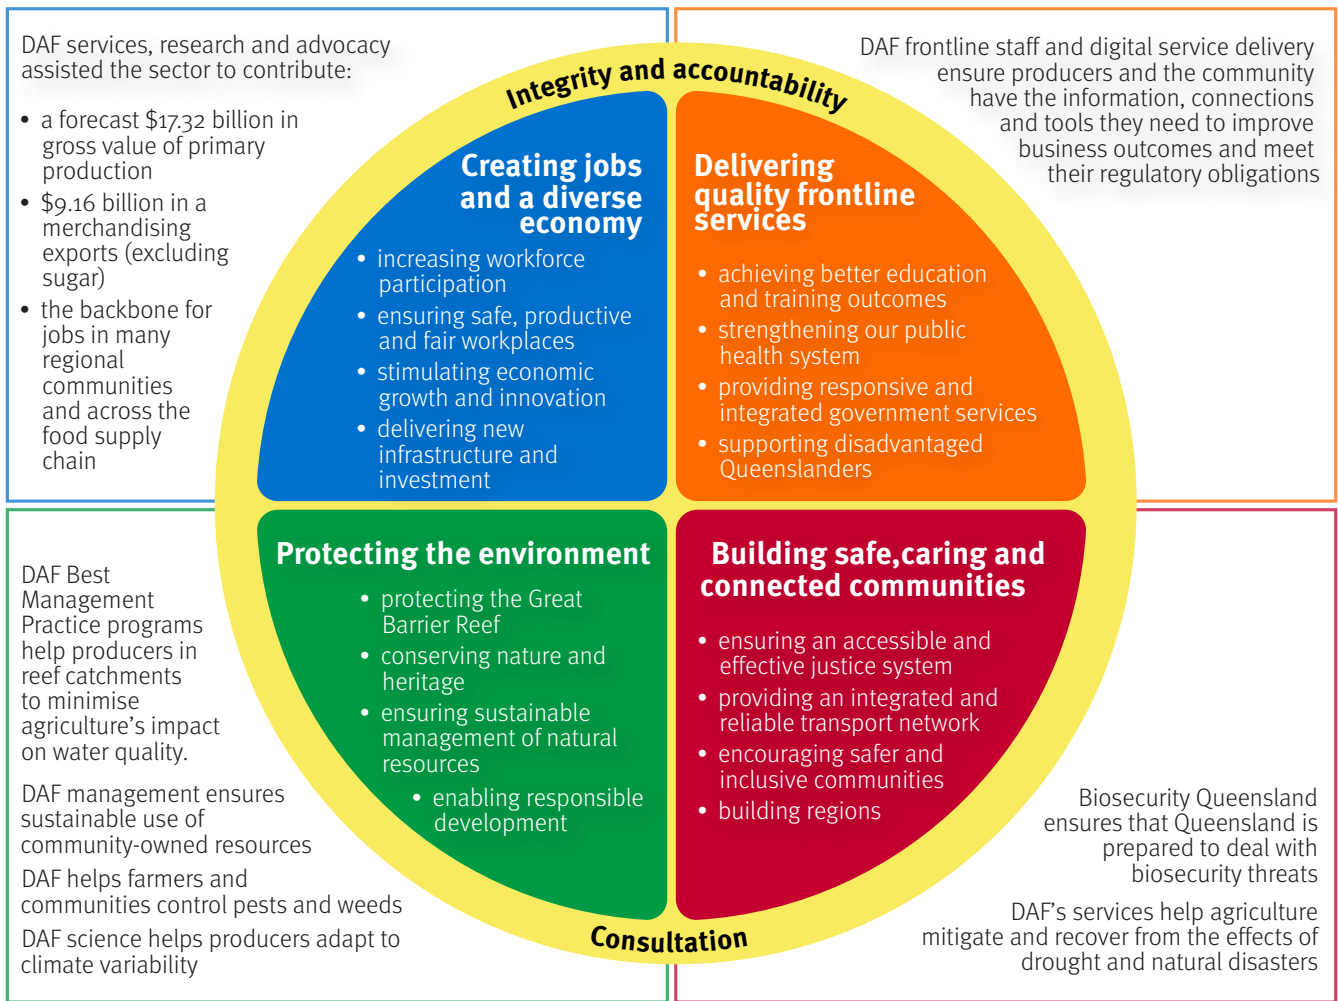 DAF services, research and advocacy
assisted the sector to contribute:
• a forecast $17.32 billion in
gross value of primary
production
• $9.16 billion in a
merchandising
exports (excluding
sugar)
• the backbone for
jobs in many
regional
communities
and across the
food supply
chain
Integrity and accountability
DAF frontline staff and digital service delivery
ensure producers and the community
have the information, connections
and tools they need to improve
business outcomes and meet
their regulatory obligations
Creating jobs
and a diverse
economy
• increasing workforce
participation
• ensuring safe, productive
and fair workplaces
• stimulating economic
growth and innovation
• delivering new
infrastructure and
investment
Delivering
quality frontline
services
• achieving better education
and training outcomes
• strengthening our public
health system
• providing responsive and
integrated government services
• supporting disadvantaged
Queenslanders
DAF Best
Management
Practice programs
help producers in
reef catchments
to minimise
agriculture's impact
on water quality.
DAF management ensures
sustainable use of
community-owned resources
DAF helps farmers and
communities control pests and weeds
DAF science helps producers adapt to
climate variability
Protecting the environment
• protecting the Great
Barrier Reef
• conserving nature and
heritage
• ensuring sustainable
management of natural
resources
• enabling responsible
development
Building safe,caring and
connected communities
• ensuring an accessible and
effective justice system
• providing an integrated and
reliable transport network
• encouraging safer and
inclusive communities
• building regions
Biosecurity Queensland
ensures that Queensland is
prepared to deal with
biosecurity threats
DAF's services help agriculture
mitigate and recover from the effects of
drought and natural disasters
Consultation